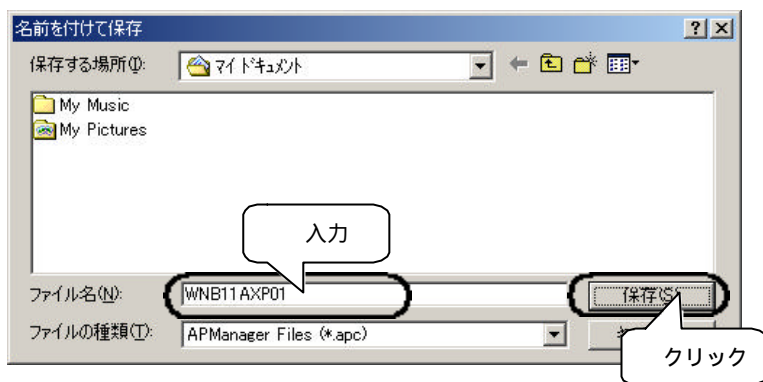 名前を付けて保存
保存する場所(I): マイ ドキュメント
My Music
My Pictures
入力
ファイル名(N): WNB11AXP01 保存(S)
ファイルの種類(T): APManager Files (*.apc)
クリック